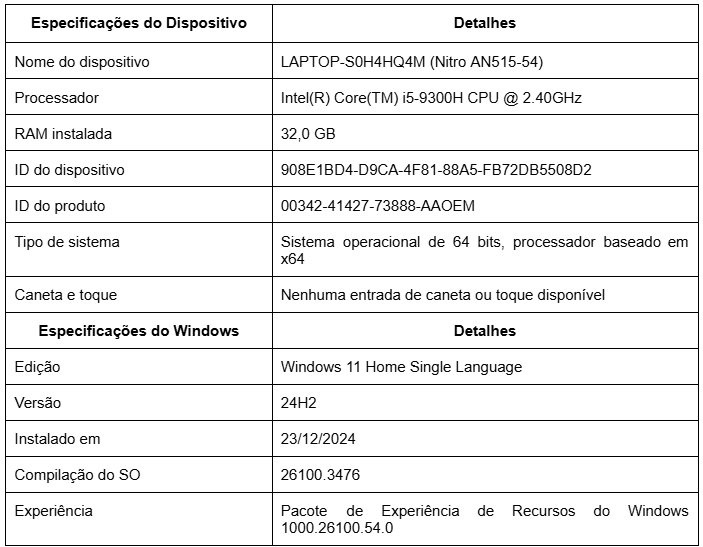 Especificações do Dispositivo Detalhes
Nome do dispositivo LAPTOP-S0H4HQ4M (Nitro AN515-54)
Processador Intel(R) Core(TM) i5-9300H CPU @ 2.40GHz
RAM instalada 32,0 GB
ID do dispositivo 908E1BD4-D9CA-4F81-88A5-FB72DB5508D2
ID do produto 00342-41427-73888-AAOEM
Tipo de sistema Sistema operacional de 64 bits, processador baseado em
x64
Caneta e toque Nenhuma entrada de caneta ou toque disponível
Especificações do Windows Detalhes
Edição Windows 11 Home Single Language
Versão 24H2
Instalado em 23/12/2024
Compilação do SO 26100.3476
Experiência Pacote de Experiência de Recursos do Windows
1000.26100.54.0